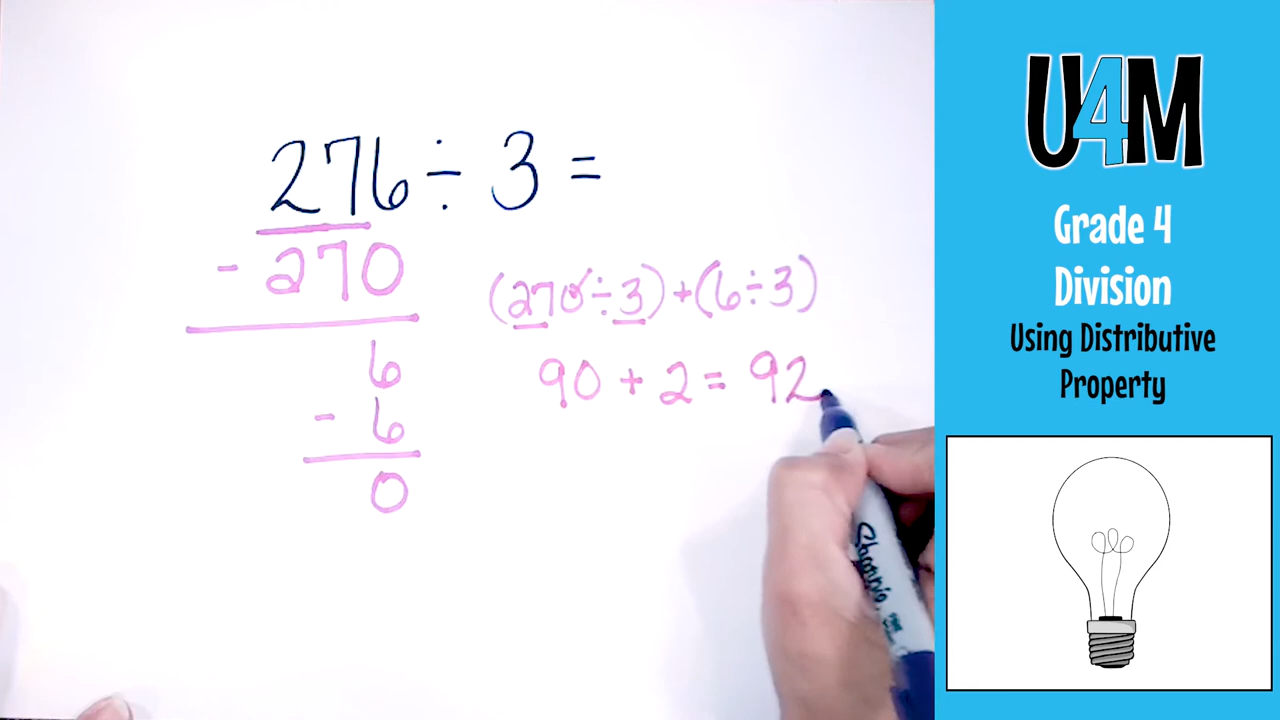 276 ÷ 3 =
- 270
6
- 6
0
(270 ÷ 3) + (6 ÷ 3)
90 + 2 = 92
Sharpie
U4M
Grade 4
Division
Using Distributive
Property